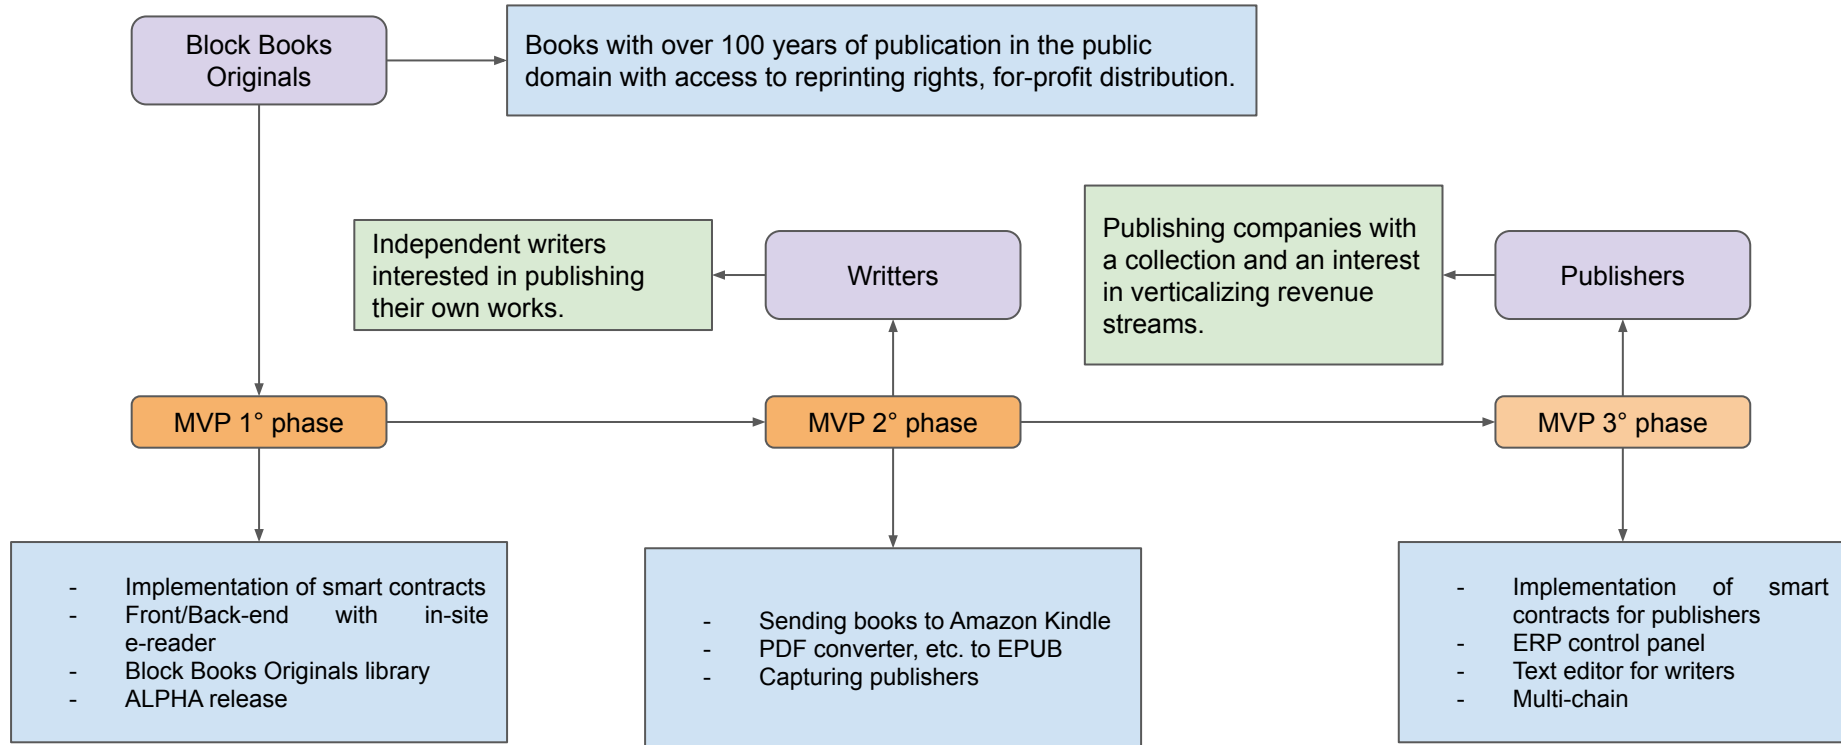 Block Books
Originals
Books with over 100 years of publication in the public
domain with access to reprinting rights, for-profit distribution.
Independent writers
interested in publishing
their own works.
Writters
Publishing companies with
a collection and an interest
in verticalizing revenue
streams.
Publishers
MVP 1° phase
MVP 2° phase
MVP 3° phase
- Implementation of smart contracts
- Front/Back-end with in-site
e-reader
- Block Books Originals library
- ALPHA release
- Sending books to Amazon Kindle
- PDF converter, etc. to EPUB
- Capturing publishers
- Implementation of smart
contracts for publishers
- ERP control panel
- Text editor for writers
- Multi-chain